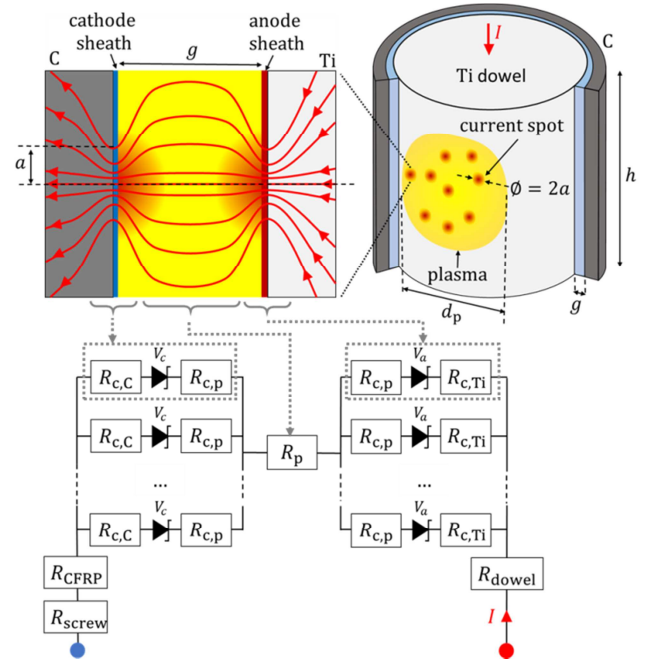 cathode
sheath
anode
sheath
C
g
Ti
a
I
C
Ti dowel
current spot
∅ = 2a
h
plasma
d_p
g
V_c
R_c,C
R_c,p
V_a
R_c,p
R_c,Ti
V_c
R_c,C
R_c,p
R_p
V_a
R_c,p
R_c,Ti
...
...
V_c
R_c,C
R_c,p
V_a
R_c,p
R_c,Ti
R_CFRP
R_dowel
R_screw
I